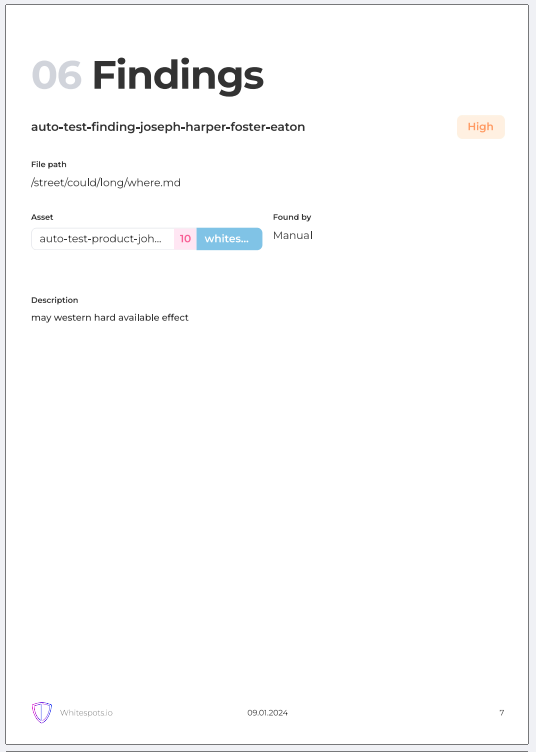 06 Findings
auto-test-finding-joseph-harper-foster-eaton High
File path
/street/could/long/where.md
Asset Found by
auto-test-product-joh... 10 whites... Manual
Description
may western hard available effect
Whitespots.io 09.01.2024 7